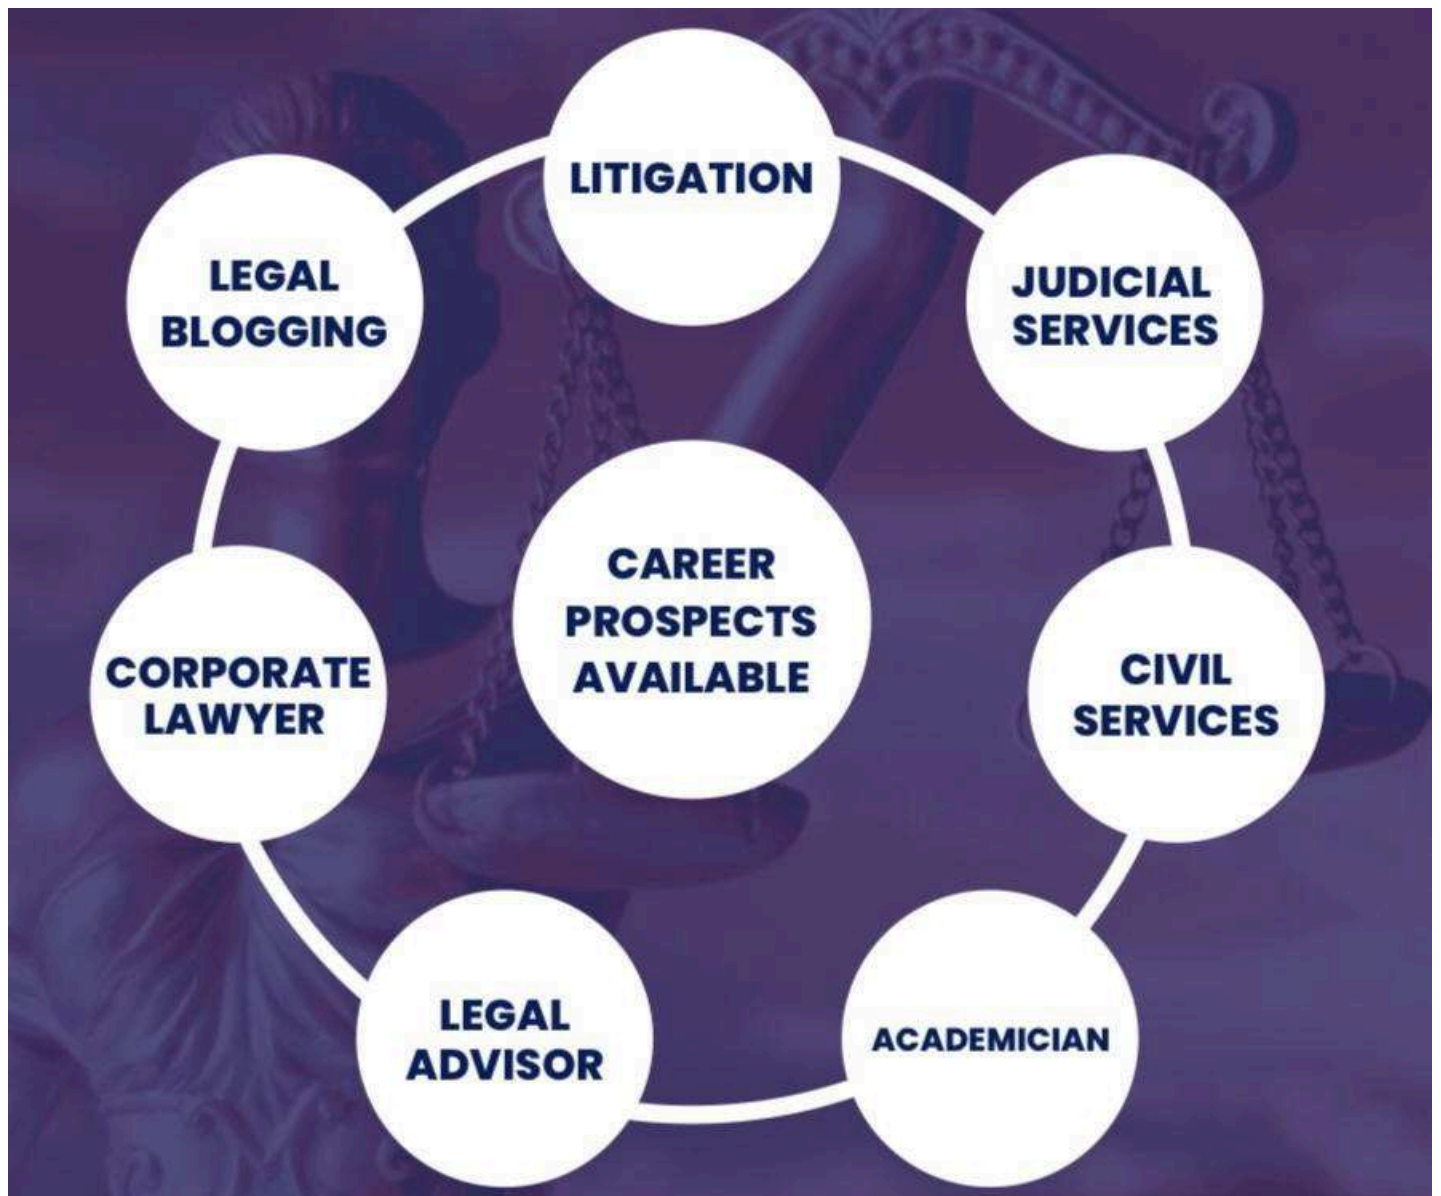 LITIGATION
JUDICIAL
SERVICES
CIVIL
SERVICES
ACADEMICIAN
LEGAL
ADVISOR
CORPORATE
LAWYER
LEGAL
BLOGGING
CAREER
PROSPECTS
AVAILABLE